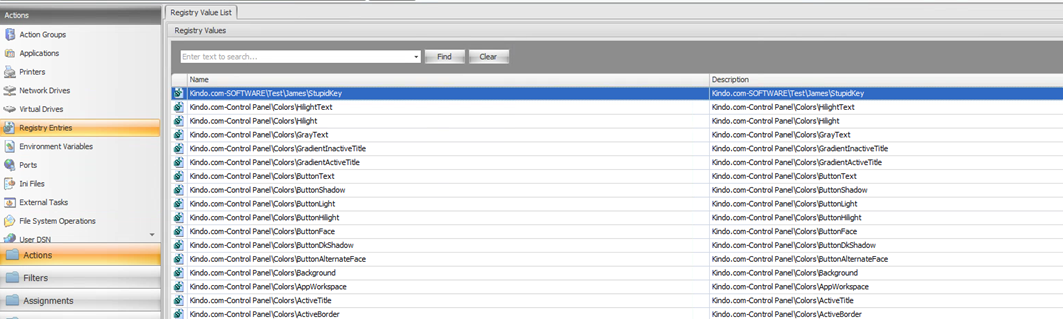 Actions
Action Groups
Applications
Printers
Network Drives
Virtual Drives
Registry Entries
Environment Variables
Ports
Ini Files
External Tasks
File System Operations
User DSN
Actions
Filters
Assignments
Registry Value List
Registry Values
Enter text to search... Find Clear
Name Description
Kindo.com-SOFTWARE\Test\James\StupidKey Kindo.com-SOFTWARE\Test\James\StupidKey
Kindo.com-Control Panel\Colors\HilightText Kindo.com-Control Panel\Colors\HilightText
Kindo.com-Control Panel\Colors\Hilight Kindo.com-Control Panel\Colors\Hilight
Kindo.com-Control Panel\Colors\GrayText Kindo.com-Control Panel\Colors\GrayText
Kindo.com-Control Panel\Colors\GradientInactiveTitle Kindo.com-Control Panel\Colors\GradientInactiveTitle
Kindo.com-Control Panel\Colors\GradientActiveTitle Kindo.com-Control Panel\Colors\GradientActiveTitle
Kindo.com-Control Panel\Colors\ButtonText Kindo.com-Control Panel\Colors\ButtonText
Kindo.com-Control Panel\Colors\ButtonShadow Kindo.com-Control Panel\Colors\ButtonShadow
Kindo.com-Control Panel\Colors\ButtonLight Kindo.com-Control Panel\Colors\ButtonLight
Kindo.com-Control Panel\Colors\ButtonHilight Kindo.com-Control Panel\Colors\ButtonHilight
Kindo.com-Control Panel\Colors\ButtonFace Kindo.com-Control Panel\Colors\ButtonFace
Kindo.com-Control Panel\Colors\ButtonDkShadow Kindo.com-Control Panel\Colors\ButtonDkShadow
Kindo.com-Control Panel\Colors\ButtonAlternateFace Kindo.com-Control Panel\Colors\ButtonAlternateFace
Kindo.com-Control Panel\Colors\Background Kindo.com-Control Panel\Colors\Background
Kindo.com-Control Panel\Colors\AppWorkspace Kindo.com-Control Panel\Colors\AppWorkspace
Kindo.com-Control Panel\Colors\ActiveTitle Kindo.com-Control Panel\Colors\ActiveTitle
Kindo.com-Control Panel\Colors\ActiveBorder Kindo.com-Control Panel\Colors\ActiveBorder